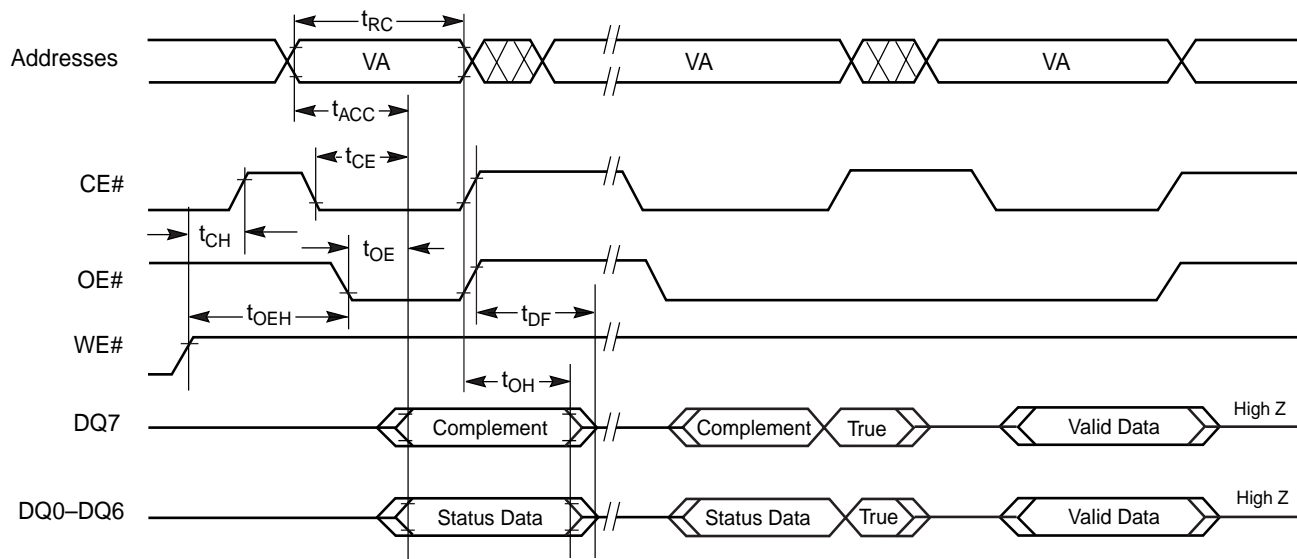 tRC
Addresses VA VA VA
tACC
tCE
CE#
tCH
tOE
OE#
tOEH
tDF
WE#
tOH
DQ7 Complement Complement True Valid Data High Z
DQ0–DQ6 Status Data Status Data True Valid Data High Z